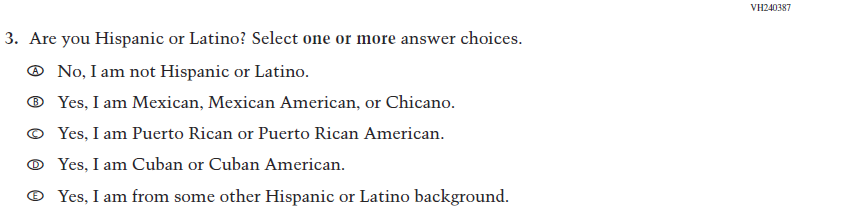 VH240387
3. Are you Hispanic or Latino? Select one or more answer choices.
A No, I am not Hispanic or Latino.
B Yes, I am Mexican, Mexican American, or Chicano.
C Yes, I am Puerto Rican or Puerto Rican American.
D Yes, I am Cuban or Cuban American.
E Yes, I am from some other Hispanic or Latino background.